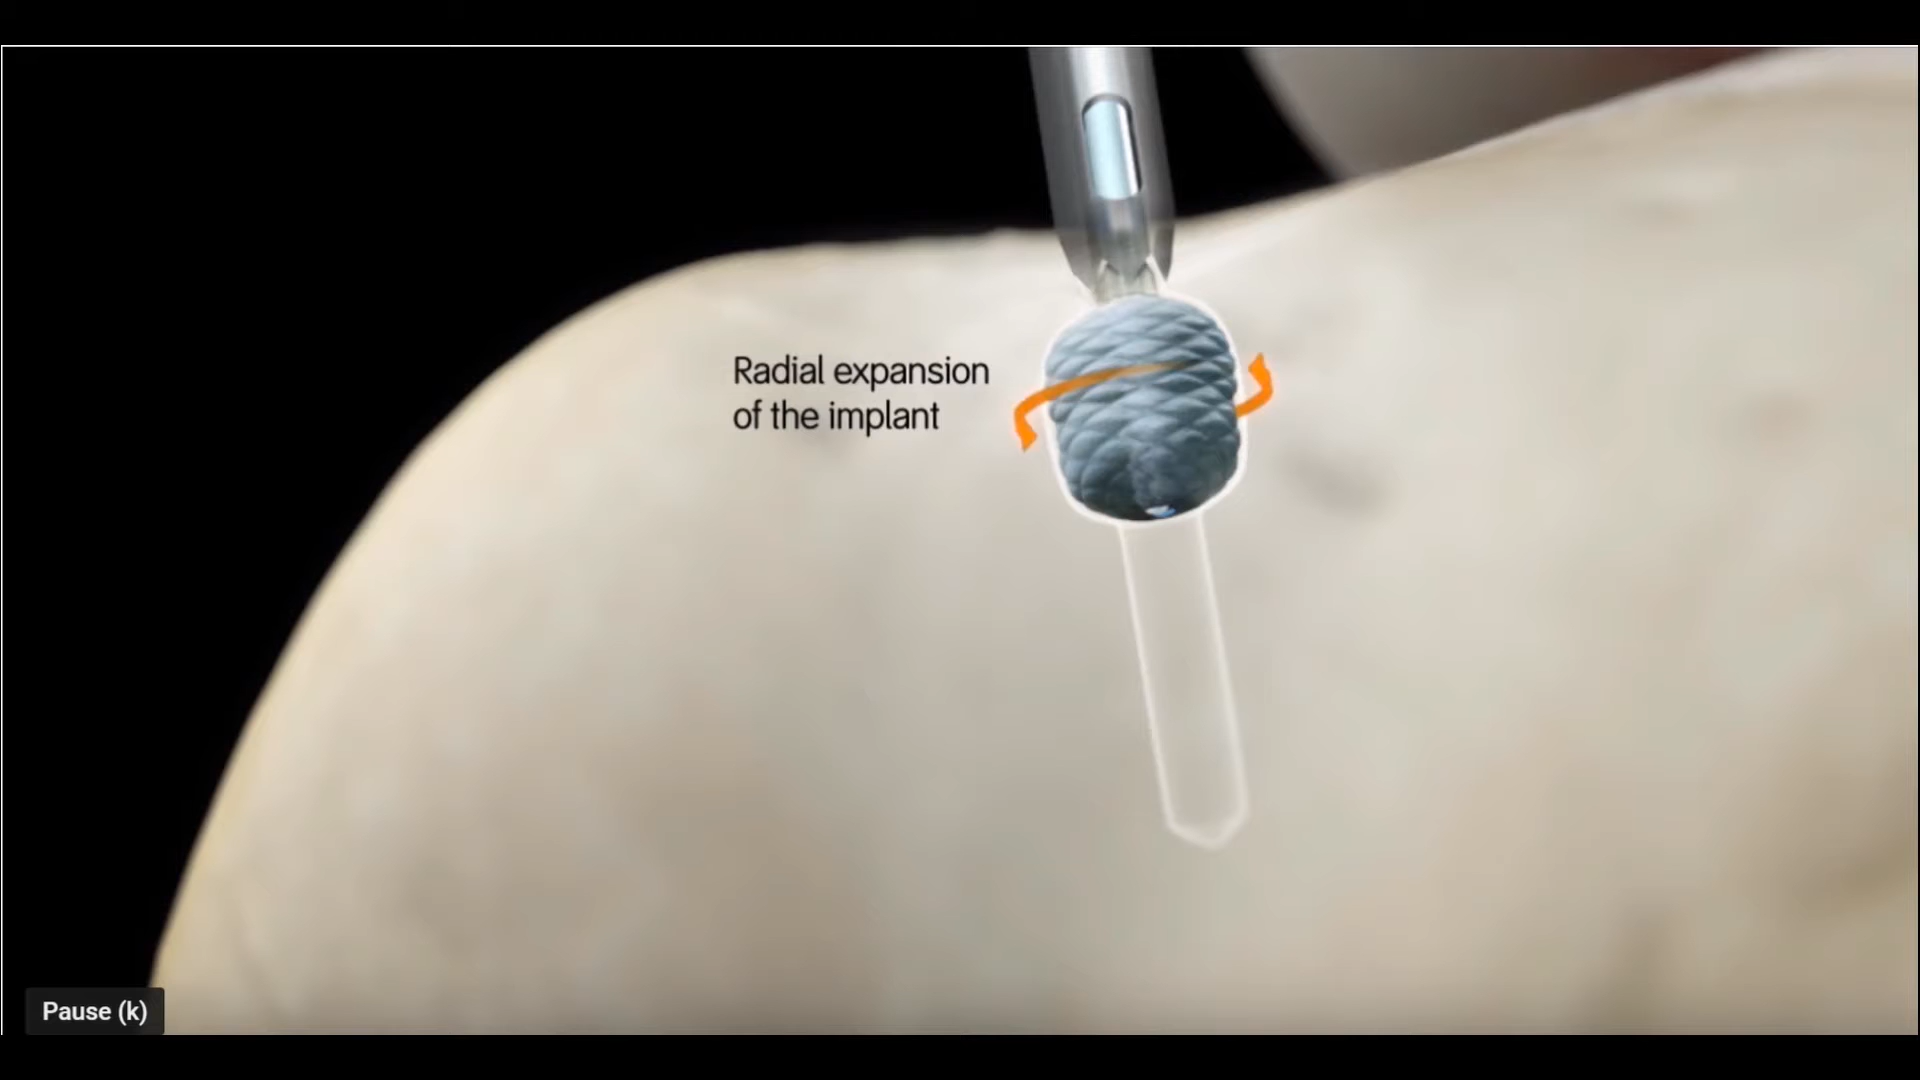 Radial expansion
of the implant
Pause (k)